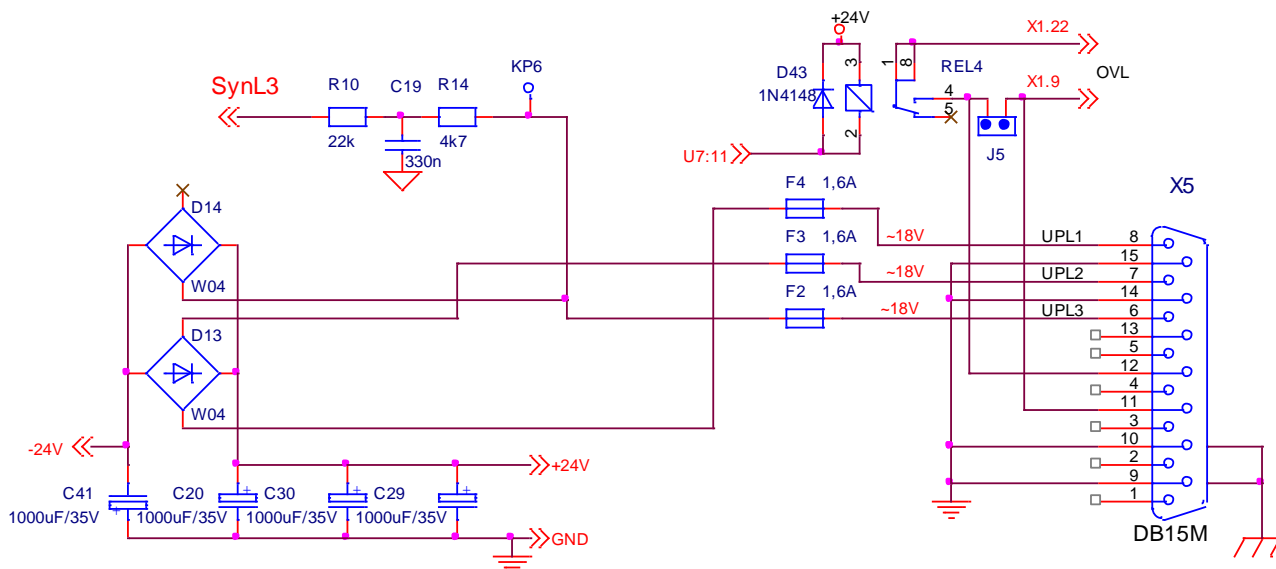 +24V
X1.22
KP6
1
8
REL4
SynL3
R10
C19
R14
D43
3
1N4148
4
X1.9
OVL
5
22k
4k7
330n
2
J5
U7:11
F4 1,6A
X5
D14
F3 1,6A
~18V
UPL1
8
15
W04
~18V
UPL2
7
14
F2 1,6A
~18V
UPL3
6
D13
13
5
12
W04
4
11
3
-24V
10
+24V
2
C41
C20
C30
C29
9
1000uF/35V
1000uF/35V
1000uF/35V
1000uF/35V
1
+
+
+
+
GND
DB15M